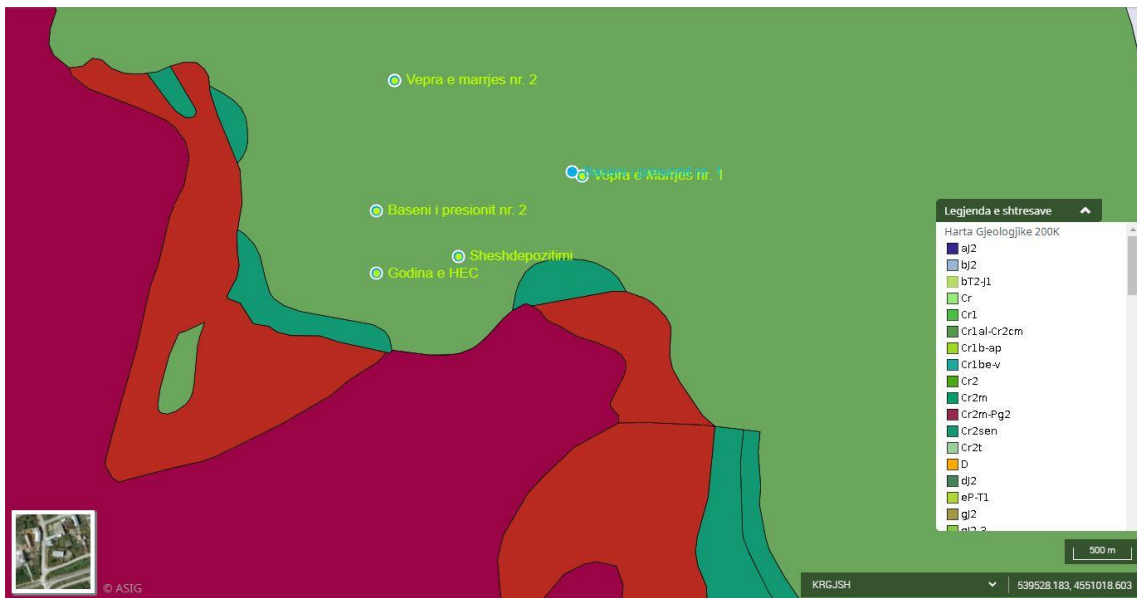 Vepra e marrjes nr. 2
Vepra e Marrjes nr. 1
Baseni i presionit nr. 2
Sheshdepozitimi
Godina e HEC
Legjenda e shtresave
Harta Gjeologjike 200K
aJ2
bJ2
bT2-J1
Cr
Cr1
Cr1al-Cr2cm
Cr1b-ap
Cr1be-v
Cr2
Cr2m
Cr2m-Pg2
Cr2sen
Cr2t
D
dJ2
eP-T1
gJ2
gJ2-3
500 m
© ASIG
KRGJSH
539528.183, 4551018.603